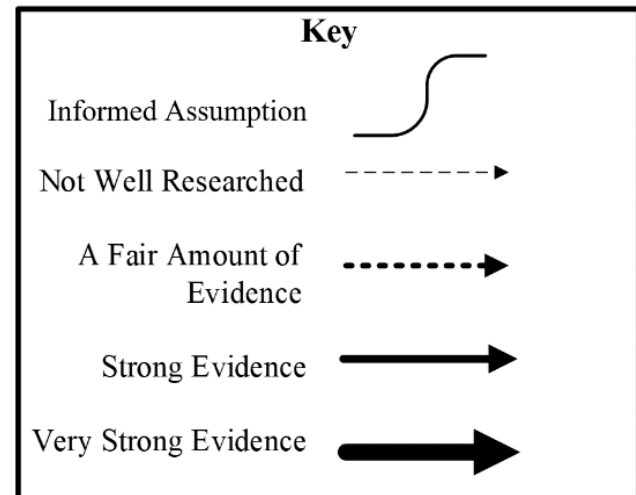 Key
Informed Assumption
Not Well Researched
A Fair Amount of
Evidence
Strong Evidence
Very Strong Evidence